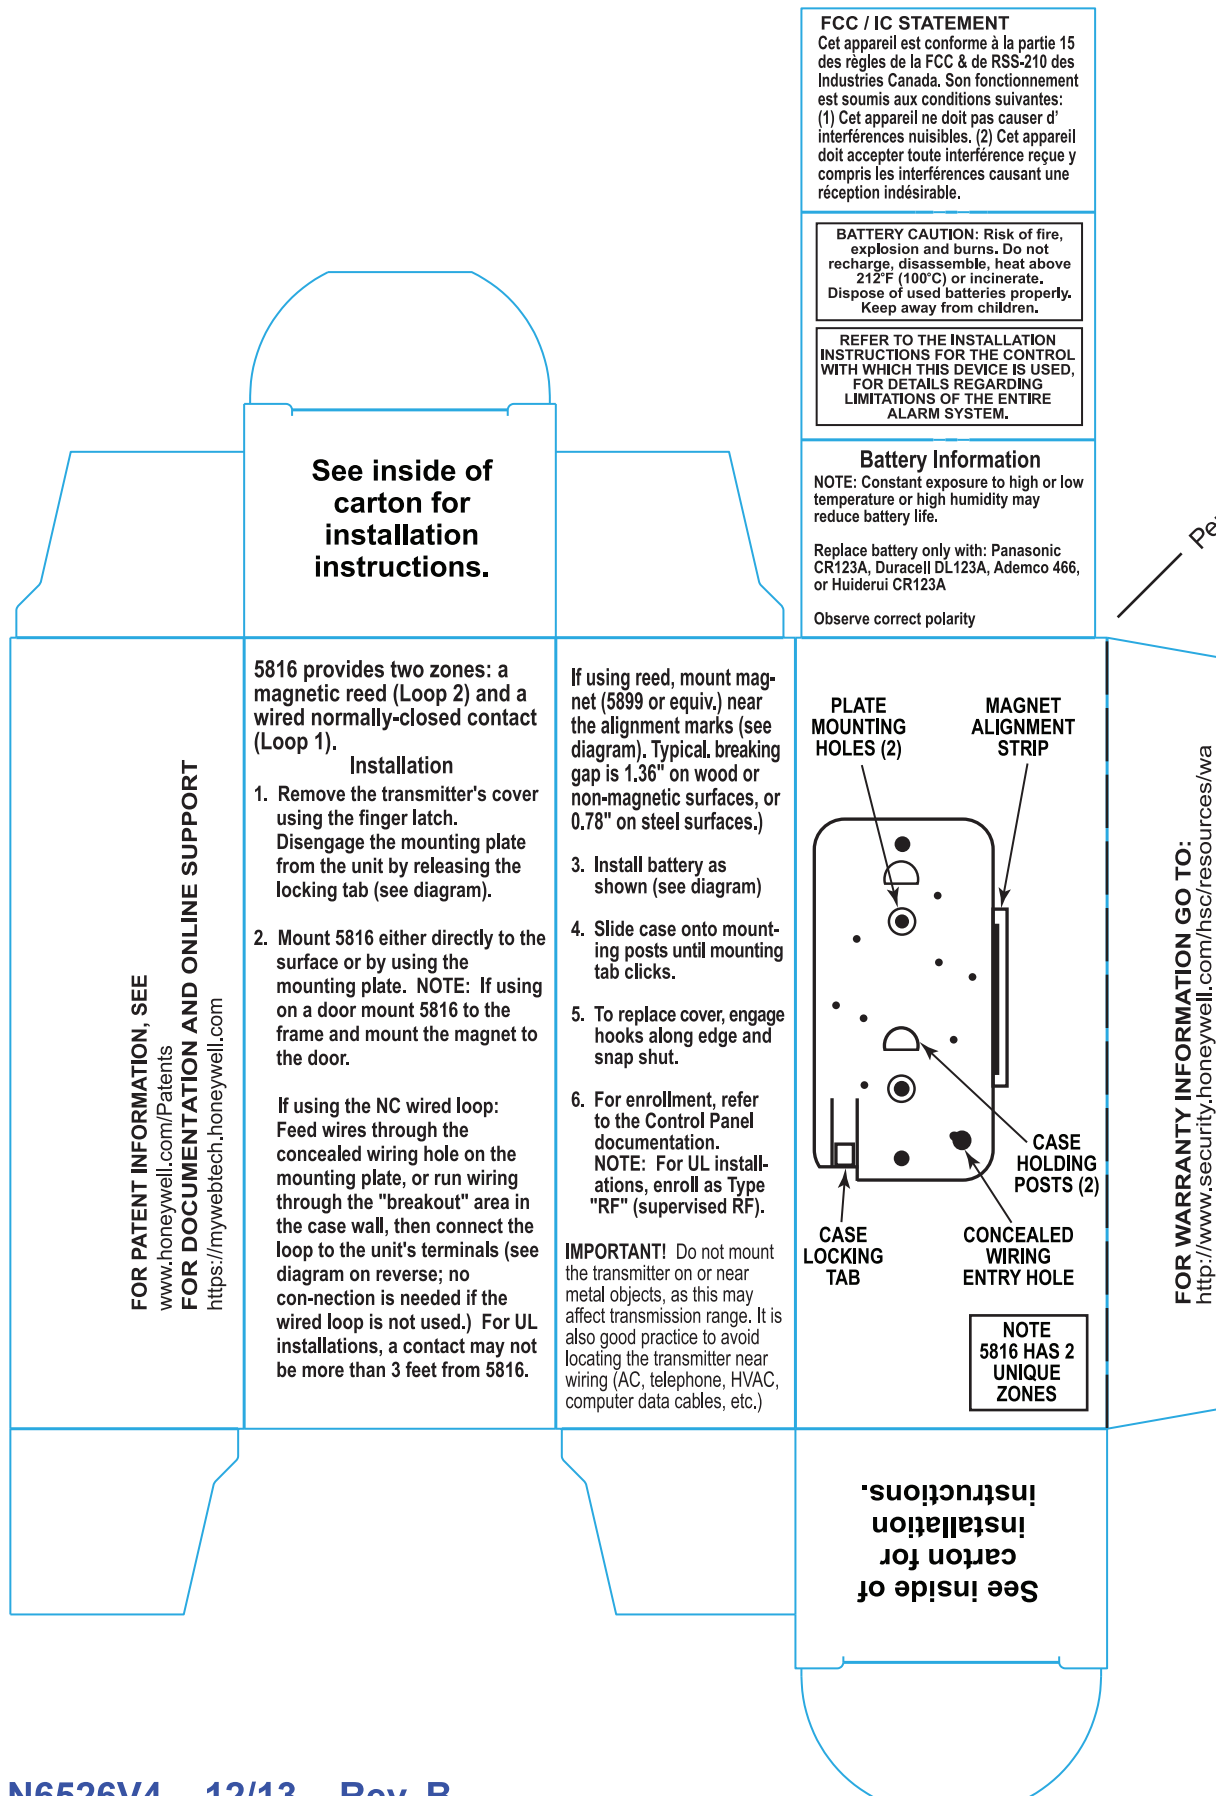 FCC / IC STATEMENT
Cet appareil est conforme à la partie 15
des règles de la FCC & de RSS-210 des
Industries Canada. Son fonctionnement
est soumis aux conditions suivantes:
(1) Cet appareil ne doit pas causer d’
interférences nuisibles. (2) Cet appareil
doit accepter toute interférence reçue y
compris les interférences causant une
réception indésirable.
BATTERY CAUTION: Risk of fire,
explosion and burns. Do not
recharge, disassemble, heat above
212˚F (100˚C) or incinerate.
Dispose of used batteries properly.
Keep away from children.
REFER TO THE INSTALLATION
INSTRUCTIONS FOR THE CONTROL
WITH WHICH THIS DEVICE IS USED,
FOR DETAILS REGARDING
LIMITATIONS OF THE ENTIRE
ALARM SYSTEM.
Battery Information
NOTE: Constant exposure to high or low
temperature or high humidity may
reduce battery life.
Replace battery only with: Panasonic
CR123A, Duracell DL123A, Ademco 466,
or Huiderui CR123A
Observe correct polarity
See inside of
carton for
installation
instructions.
FOR PATENT INFORMATION, SEE
www.honeywell.com/Patents
FOR DOCUMENTATION AND ONLINE SUPPORT
https://mywebtech.honeywell.com
5816 provides two zones: a
magnetic reed (Loop 2) and a
wired normally-closed contact
(Loop 1).
Installation
1. Remove the transmitter's cover
using the finger latch.
Disengage the mounting plate
from the unit by releasing the
locking tab (see diagram).
2. Mount 5816 either directly to the
surface or by using the
mounting plate. NOTE: If using
on a door mount 5816 to the
frame and mount the magnet to
the door.
If using the NC wired loop:
Feed wires through the
concealed wiring hole on the
mounting plate, or run wiring
through the "breakout" area in
the case wall, then connect the
loop to the unit's terminals (see
diagram on reverse; no
con-nection is needed if the
wired loop is not used.) For UL
installations, a contact may not
be more than 3 feet from 5816.
If using reed, mount mag-
net (5899 or equiv.) near
the alignment marks (see
diagram). Typical. breaking
gap is 1.36" on wood or
non-magnetic surfaces, or
0.78" on steel surfaces.)
3. Install battery as
shown (see diagram)
4. Slide case onto mount-
ing posts until mounting
tab clicks.
5. To replace cover, engage
hooks along edge and
snap shut.
6. For enrollment, refer
to the Control Panel
documentation.
NOTE: For UL install-
ations, enroll as Type
"RF" (supervised RF).
IMPORTANT! Do not mount
the transmitter on or near
metal objects, as this may
affect transmission range. It is
also good practice to avoid
locating the transmitter near
wiring (AC, telephone, HVAC,
computer data cables, etc.)
PLATE
MOUNTING
HOLES (2)
MAGNET
ALIGNMENT
STRIP
CASE
HOLDING
POSTS (2)
CASE
LOCKING
TAB
CONCEALED
WIRING
ENTRY HOLE
NOTE
5816 HAS 2
UNIQUE
ZONES
FOR WARRANTY INFORMATION GO TO:
http://www.security.honeywell.com/hsc/resources/wa
See inside of
carton for
installation
instructions.
N6526V4 12/13 Rev. B